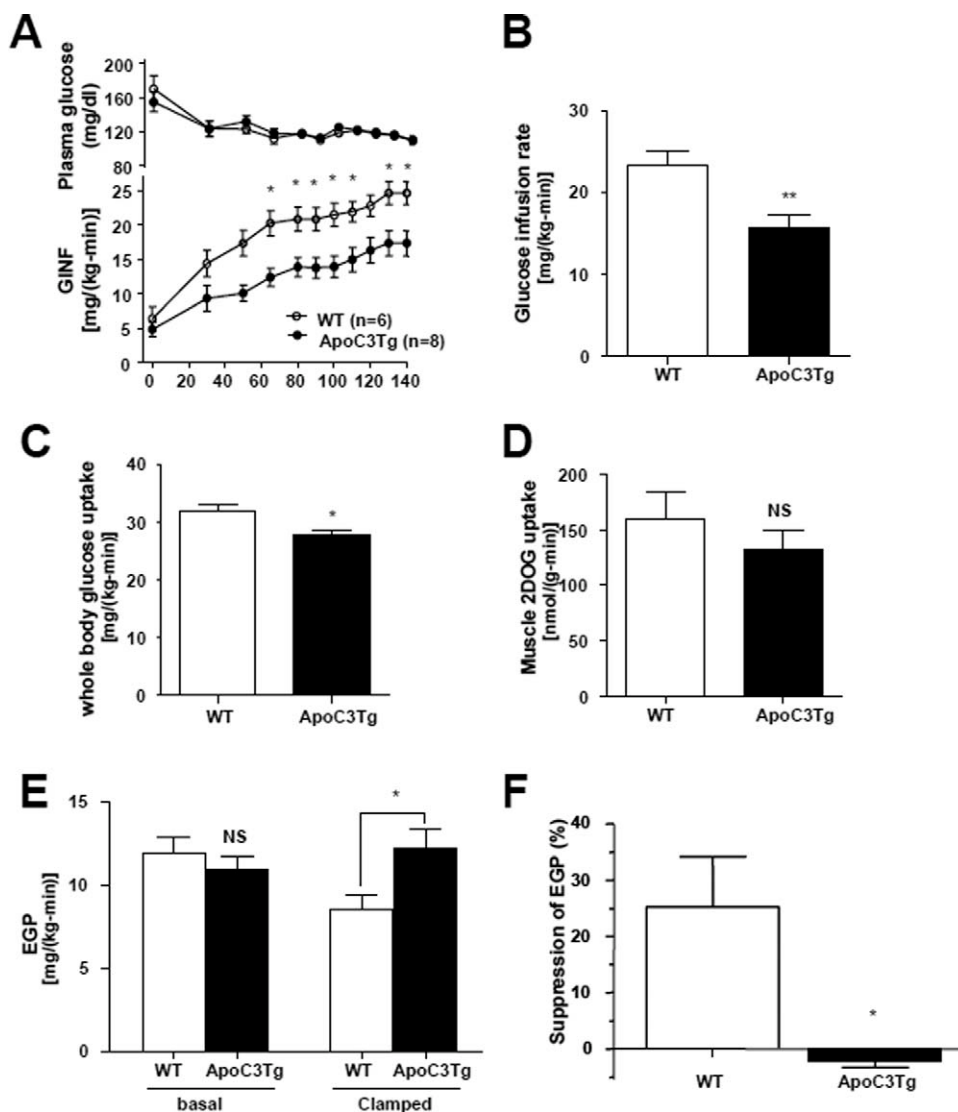 A
Plasma glucose
(mg/dl)
200
160
120
80
* * * * * * *
GINF
[mg/(kg-min)]
25
20
15
10
5
0
WT (n=6)
ApoC3Tg (n=8)
0 20 40 60 80 100 120 140
B
Glucose infusion rate
[mg/(kg-min)]
30
20
10
0
**
WT ApoC3Tg
C
whole body glucose uptake
[mg/(kg-min)]
40
30
20
10
0
*
WT ApoC3Tg
D
Muscle 2DOG uptake
[nmol/(g-min)]
200
150
100
50
0
NS
WT ApoC3Tg
E
EGP
[mg/(kg-min)]
15
10
5
0
NS
*
WT ApoC3Tg WT ApoC3Tg
basal Clamped
F
Suppression of EGP (%)
40
30
20
10
0
*
WT ApoC3Tg